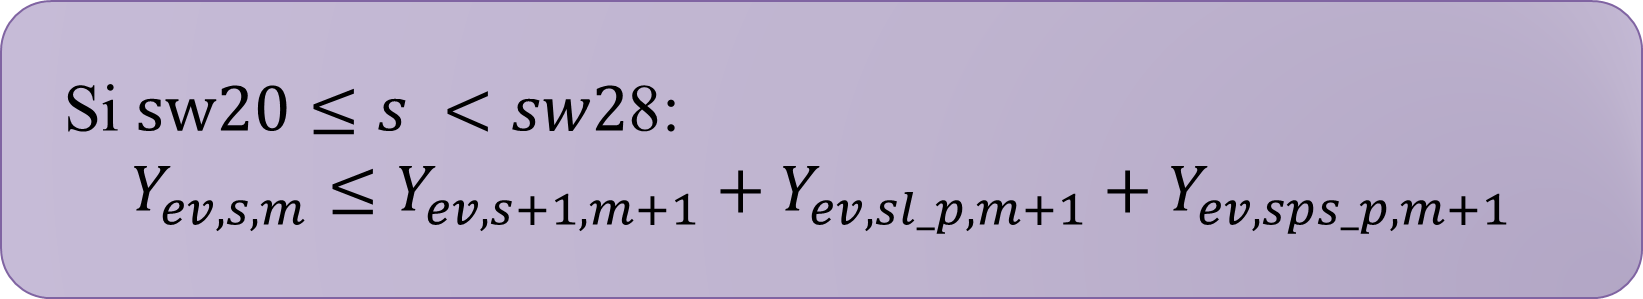 Si sw20 ≤ s < sw28:
Y_{ev,s,m} ≤ Y_{ev,s+1,m+1} + Y_{ev,sl_p,m+1} + Y_{ev,sps_p,m+1}